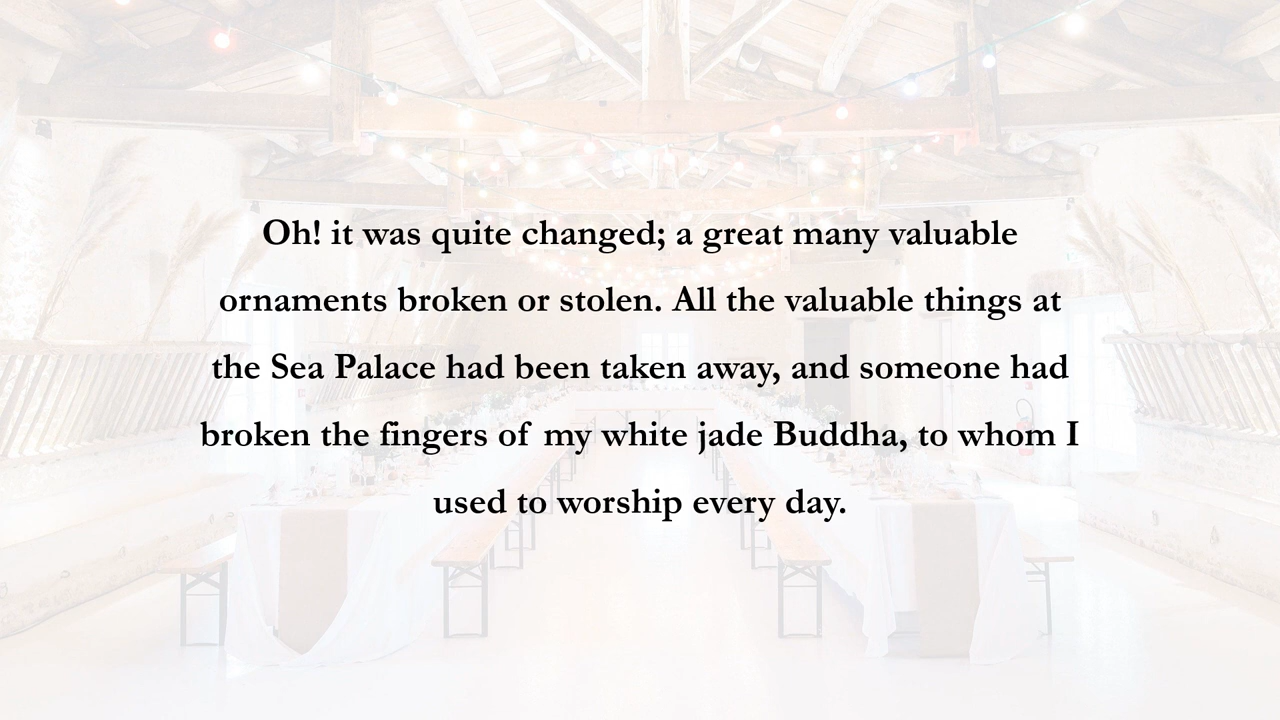 Oh! it was quite changed; a great many valuable
ornaments broken or stolen. All the valuable things at
the Sea Palace had been taken away, and someone had
broken the fingers of my white jade Buddha, to whom I
used to worship every day.